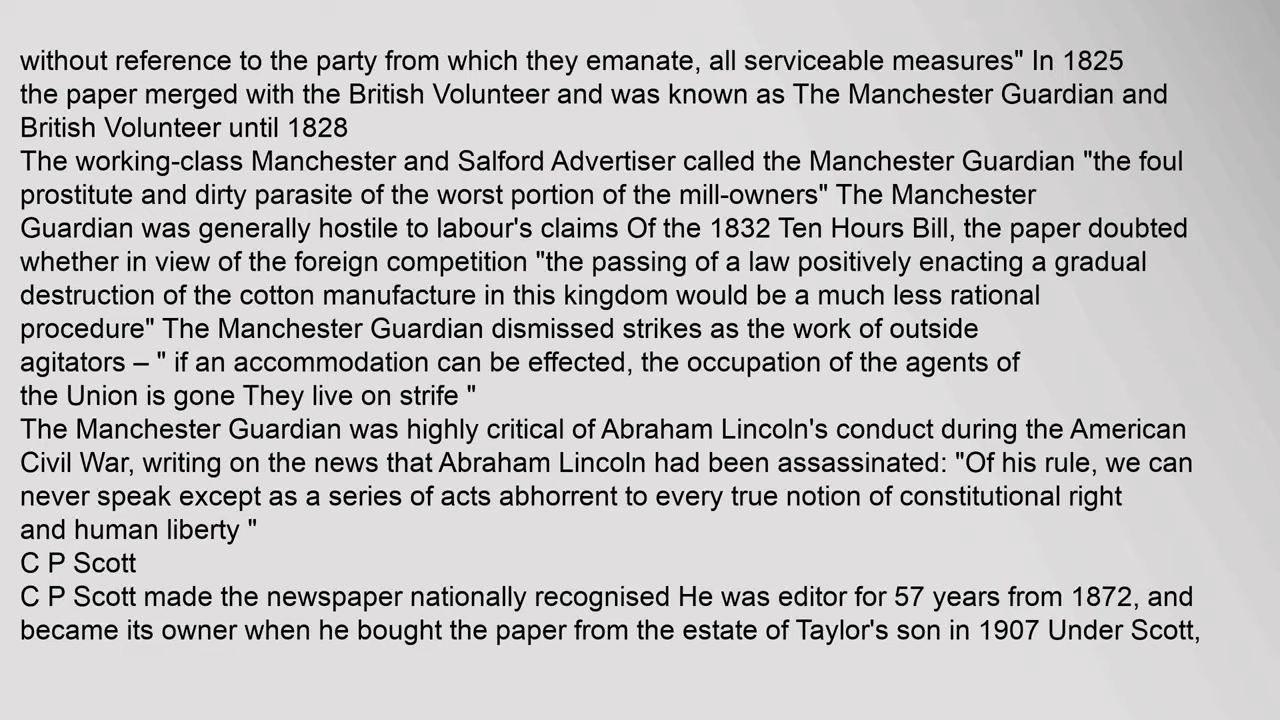 without reference to the party from which they emanate, all serviceable measures" In 1825
the paper merged with the British Volunteer and was known as The Manchester Guardian and
British Volunteer until 1828
The working-class Manchester and Salford Advertiser called the Manchester Guardian "the foul
prostitute and dirty parasite of the worst portion of the mill-owners" The Manchester
Guardian was generally hostile to labour's claims Of the 1832 Ten Hours Bill, the paper doubted
whether in view of the foreign competition "the passing of a law positively enacting a gradual
destruction of the cotton manufacture in this kingdom would be a much less rational
procedure" The Manchester Guardian dismissed strikes as the work of outside
agitators – " if an accommodation can be effected, the occupation of the agents of
the Union is gone They live on strife "
The Manchester Guardian was highly critical of Abraham Lincoln's conduct during the American
Civil War, writing on the news that Abraham Lincoln had been assassinated: "Of his rule, we can
never speak except as a series of acts abhorrent to every true notion of constitutional right
and human liberty "
C P Scott
C P Scott made the newspaper nationally recognised He was editor for 57 years from 1872, and
became its owner when he bought the paper from the estate of Taylor's son in 1907 Under Scott,